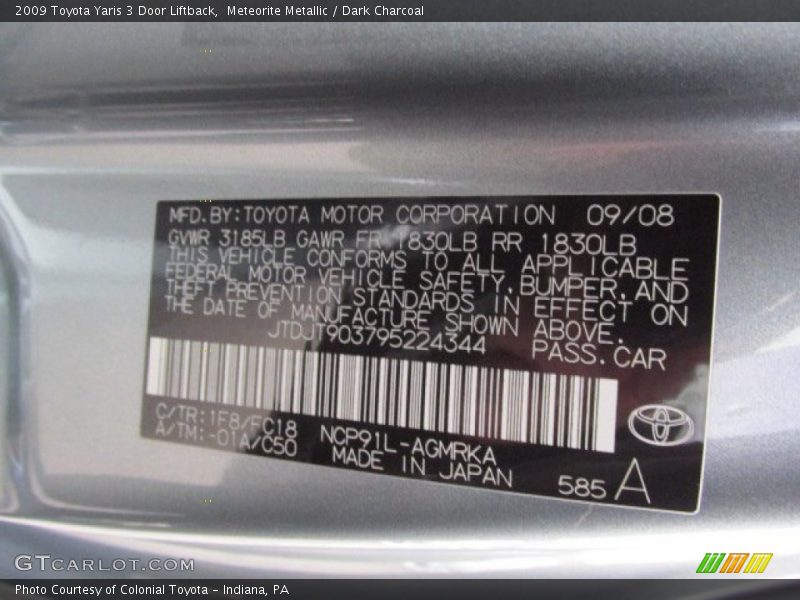 2009 Toyota Yaris 3 Door Liftback,  Meteorite Metallic / Dark Charcoal
MFD. BY: TOYOTA MOTOR CORPORATION 09/08
GVWR 3185LB GAWR FR 1830LB RR 1830LB
THIS VEHICLE CONFORMS TO ALL APPLICABLE
FEDERAL MOTOR VEHICLE SAFETY, BUMPER, AND
THEFT PREVENTION STANDARDS IN EFFECT ON
THE DATE OF MANUFACTURE SHOWN ABOVE.
JTDJT903795224344 PASS. CAR
C/TR: 1F8/FC18
A/TM: -01A/C50
NCP91L-AGMRKA
MADE IN JAPAN
585 A
GTCARLOT.COM
Photo Courtesy of Colonial Toyota - Indiana, PA